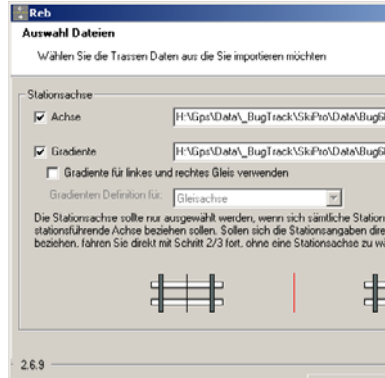 Reb
Auswahl Dateien
Wählen Sie die Trassen Daten aus die Sie importieren möchten
Stationsachse
Achse
H:\Gps\Data\_BugTrack\SkiPro\Data\Bug6
Gradiente
H:\Gps\Data\_BugTrack\SkiPro\Data\Bug6
Gradiente für linkes und rechtes Gleis verwenden
Gradienten Definition für: Gleisachse
Die Stationsachse sollte nur ausgewählt werden, wenn sich sämtliche Station
stationsführende Achse beziehen sollen. Sollen sich die Stationsangaben dire
beziehen, fahren Sie direkt mit Schritt 2/3 fort, ohne eine Stationsachse zu wä
2.6.9